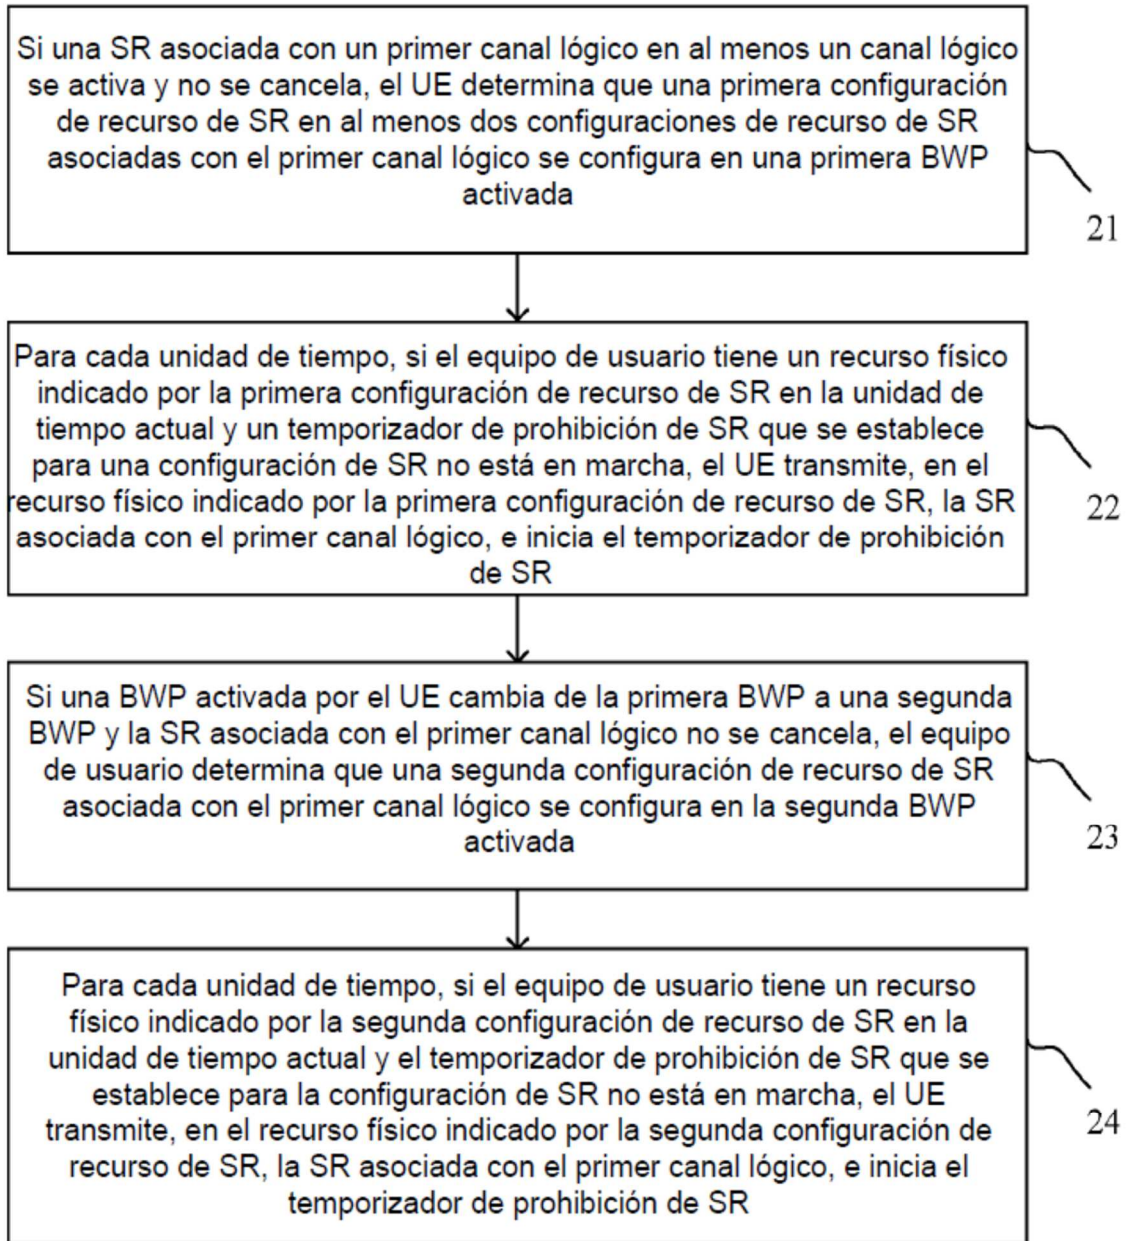 Si una SR asociada con un primer canal lógico en al menos un canal lógico
se activa y no se cancela, el UE determina que una primera configuración
de recurso de SR en al menos dos configuraciones de recurso de SR
asociadas con el primer canal lógico se configura en una primera BWP
activada
21
Para cada unidad de tiempo, si el equipo de usuario tiene un recurso físico
indicado por la primera configuración de recurso de SR en la unidad de
tiempo actual y un temporizador de prohibición de SR que se establece
para una configuración de SR no está en marcha, el UE transmite, en el
recurso físico indicado por la primera configuración de recurso de SR, la SR
asociada con el primer canal lógico, e inicia el temporizador de prohibición
de SR
22
Si una BWP activada por el UE cambia de la primera BWP a una segunda
BWP y la SR asociada con el primer canal lógico no se cancela, el equipo
de usuario determina que una segunda configuración de recurso de SR
asociada con el primer canal lógico se configura en la segunda BWP
activada
23
Para cada unidad de tiempo, si el equipo de usuario tiene un recurso
físico indicado por la segunda configuración de recurso de SR en la
unidad de tiempo actual y el temporizador de prohibición de SR que se
establece para la configuración de SR no está en marcha, el UE
transmite, en el recurso físico indicado por la segunda configuración de
recurso de SR, la SR asociada con el primer canal lógico, e inicia el
temporizador de prohibición de SR
24